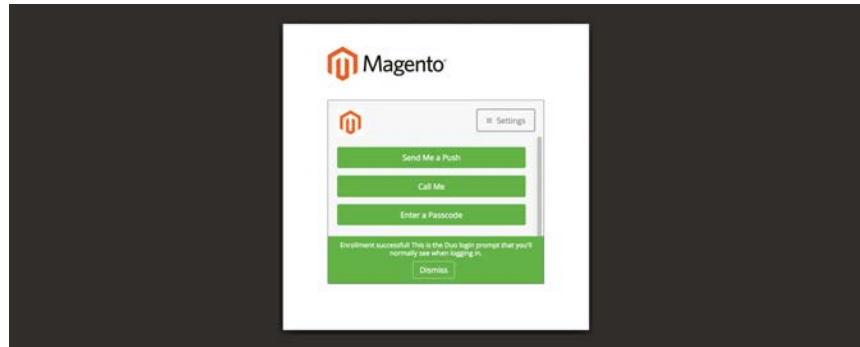 Magento
Settings
Send Me a Push
Call Me
Enter a Passcode
Enrollment successful! This is the Duo login prompt that you'll
normally see when logging in.
Dismiss